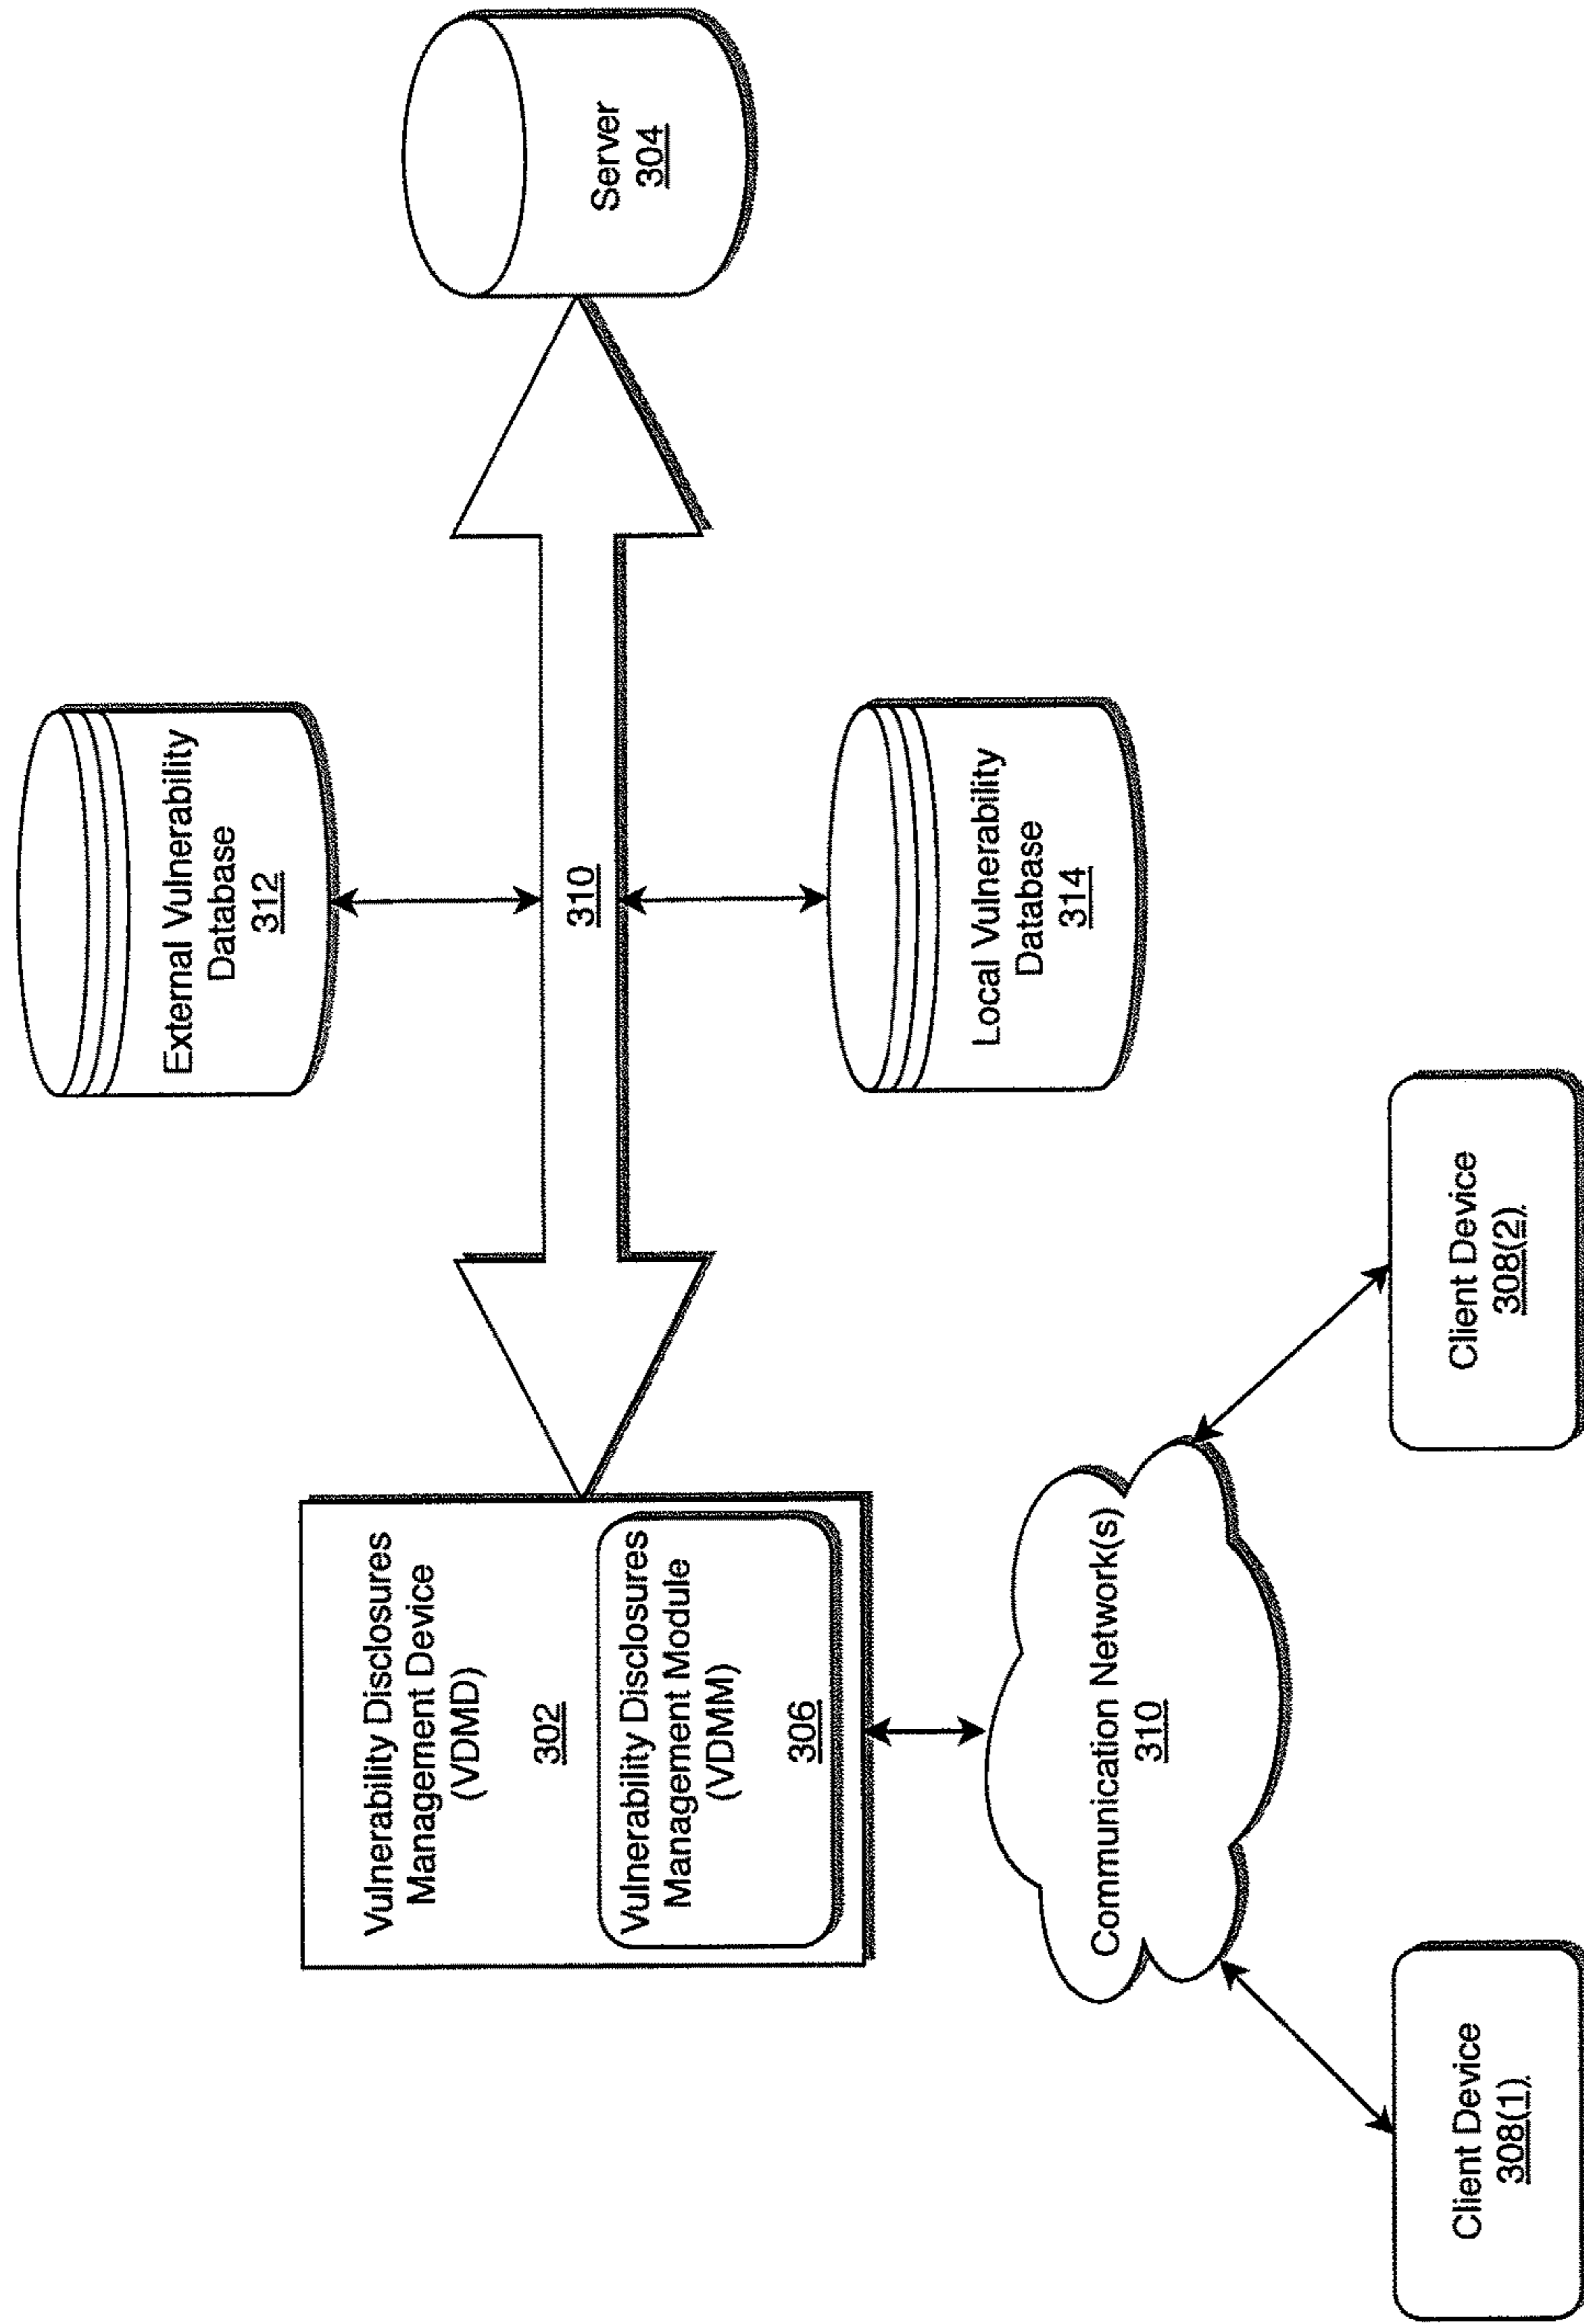 External Vulnerability
Database
312
Server
304
Vulnerability Disclosures
Management Device
(VDMD)
302
310
Vulnerability Disclosures
Management Module
(VDMM)
306
Local Vulnerability
Database
314
Communication Network(s)
310
Client Device
308(1)
Client Device
308(2)